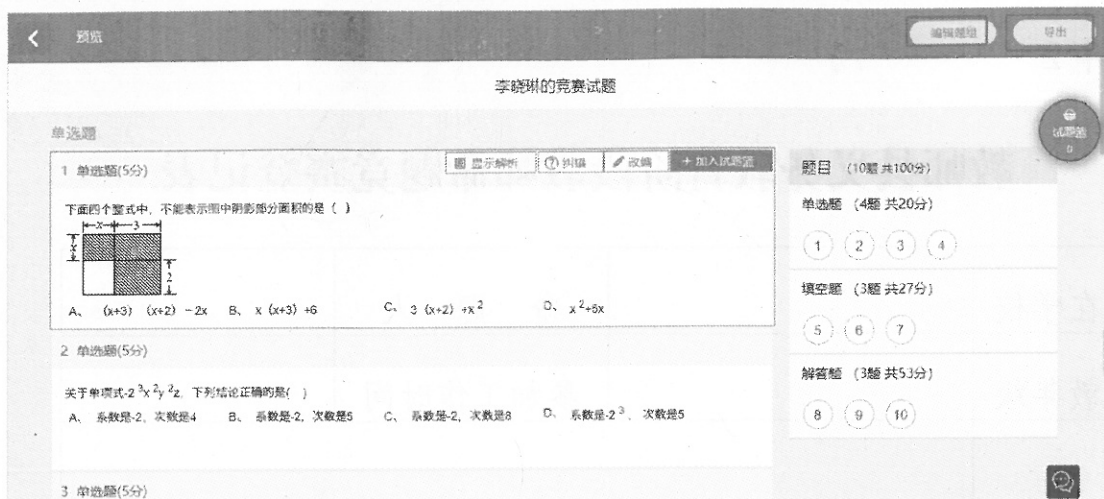 预览
编辑题组
导出
李晓琳的竞赛试题
试题篮
0
单选题
1 单选题(5分)
显示解析
纠错
改编
+ 加入试题篮
下面四个整式中，不能表示图中阴影部分面积的是（ ）
x 3
x
2
A、 (x+3) (x+2) -2x B、 x (x+3) +6 C、 3 (x+2) +x² D、 x²+5x
2 单选题(5分)
关于单项式-2³x²y²z，下列结论正确的是( )
A、 系数是-2，次数是4 B、 系数是-2，次数是5 C、 系数是-2，次数是8 D、 系数是-2³，次数是5
3 单选题(5分)
题目 (10题 共100分)
单选题 (4题 共20分)
1 2 3 4
填空题 (3题 共27分)
5 6 7
解答题 (3题 共53分)
8 9 10